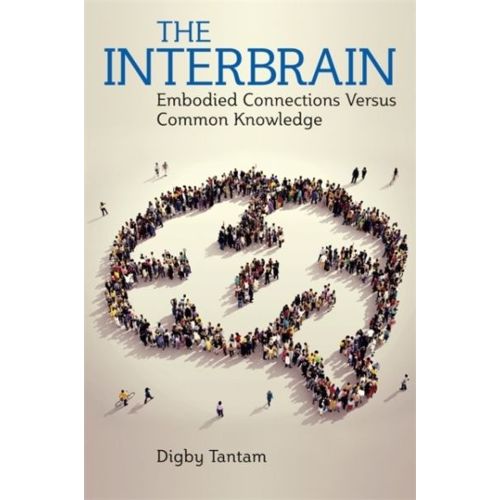 THE
INTERBRAIN
Embodied Connections Versus
Common Knowledge
Digby Tantam